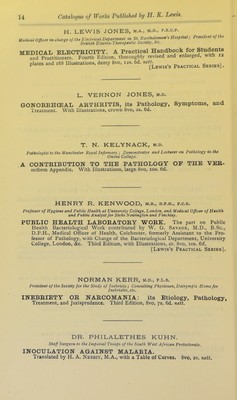 14 Catalogue of Works Published by H. K. Lewis.
H. LEWIS JONES, M.A., M.D., F.R.C.P.
Medical Officer in charge of the Electrical Department in St. Bartholomew's Hospital; President of the
British Electro-Therapeutic Society, &c.
MEDICAL ELECTRICITY. A Practical Handbook for Students
and Practitioners. Fourth Edition, thoroughly revised and enlarged, with 12
plates and 168 Illustrations, demy 8vo, 12s. 6d. nett.
[LEWIS'S PRACTICAL SERIES].
L. VERNON JONES, M.D.
GONORRHŒAL ARTHRITIS, its Pathology, Symptoms, and
Treatment. With Illustrations, crown 8vo, 2s. 6d.
T. N. KELYNACK, M.D.
Pathologist to the Manchester Royal Infirmary; Demonstrator and Lecturer on Pathology to the
Owens College.
A CONTRIBUTION TO THE PATHOLOGY OF THE VER-
miform Appendix. With Illustrations, large 8vo, 10s. 6d.
HENRY R. KENWOOD, M.B., D.P.H., F.C.S.
Professor of Hygiene and Public Health at University College, London, and Medical Officer of Health
and Public Analyst for Stoke Newington and Finchley.
PUBLIC HEALTH LABORATORY WORK. The part on Public
Health Bacteriological Work contributed by W. G. SAVAGE, M.D., B.Sc.,
D.P.H., Medical Officer of Health, Colchester, formerly Assistant to the Pro-
fessor of Pathology, with Charge of the Bacteriological Department, University
College, London, &c. Third Edition, with Illustrations, cr. 8vo, 10s. 6d.
[LEWIS'S PRACTICAL SERIES].
NORMAN KERR, M.D., F.L.S.
President of the Society for the Study of Inebriety; Consulting Physician, Dalrymple Home for
Inebriates, etc.
INEBRIETY OR NARCOMANIA: its Etiology, Pathology,
Treatment, and Jurisprudence. Third Edition, 8vo, 7s. 6d. nett.
DR. PHILALETHES KUHN.
Staff Surgeon to the Imperial Troops of the South West African Protectorate.
INOCULATION AGAINST MALARIA.
Translated by H. A. NESBIT, M.A., with a Table of Curves. 8vo, 2s. nett.